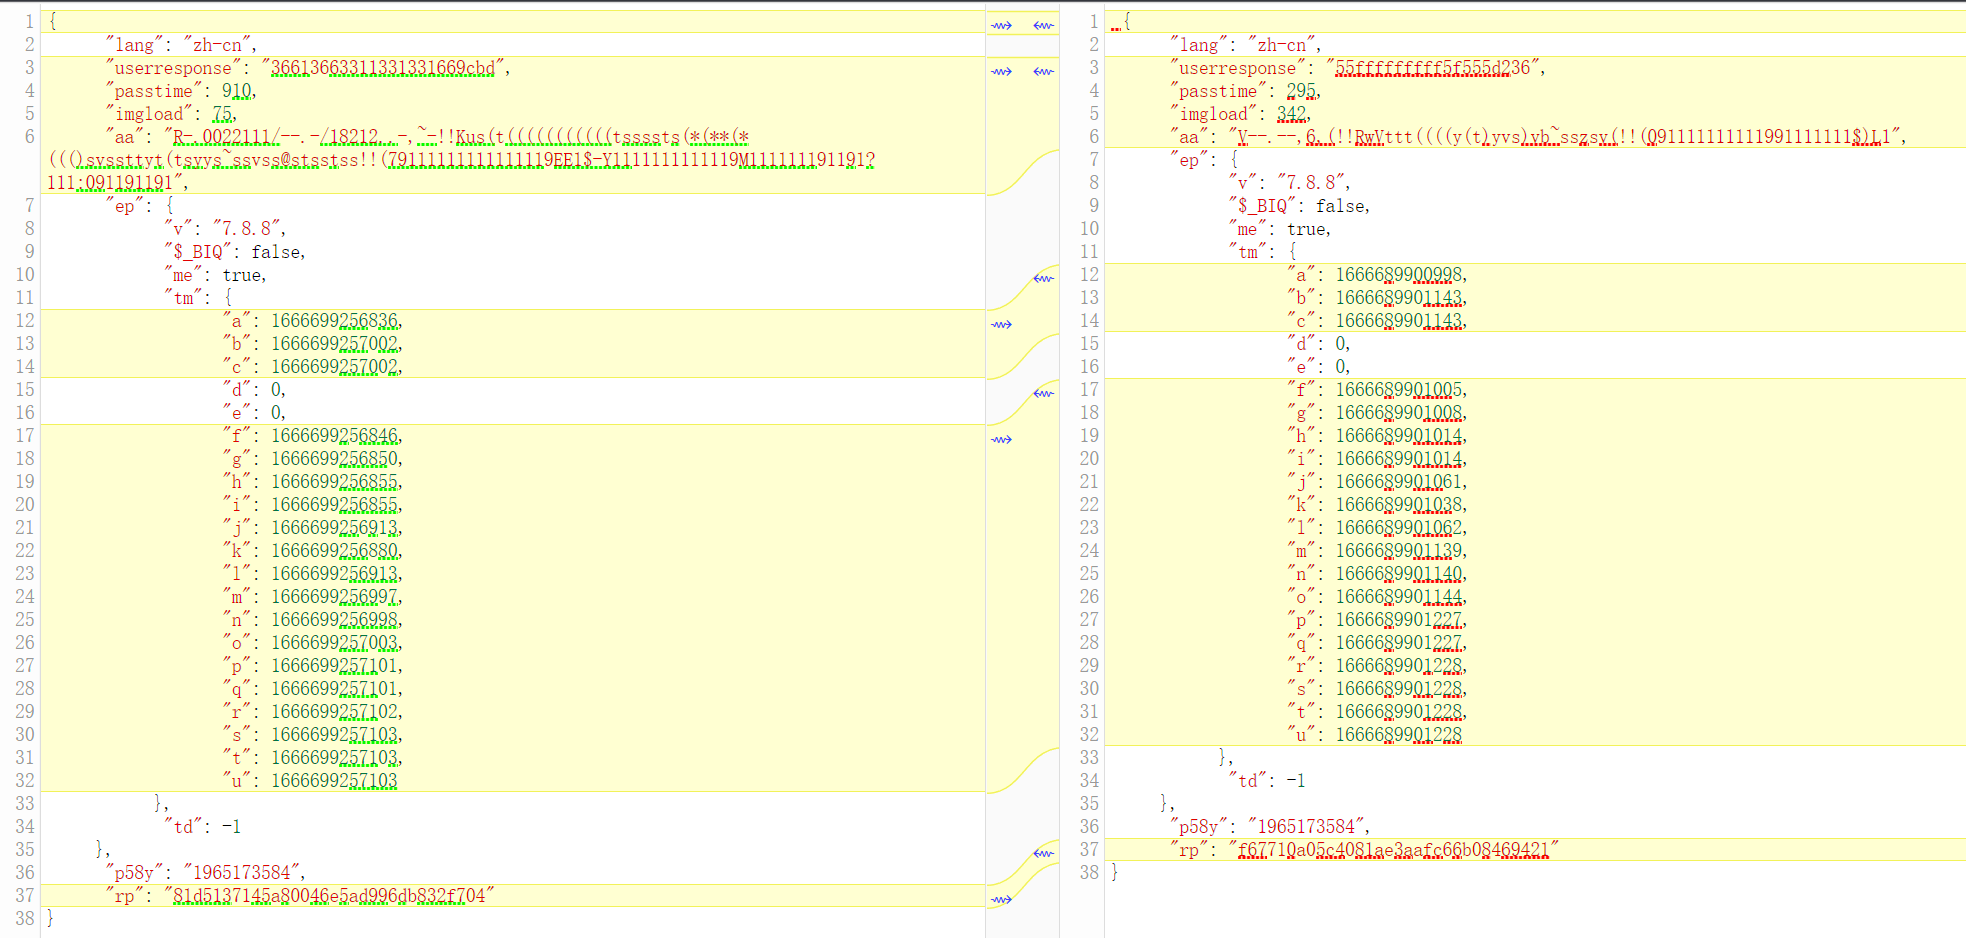 1 {
2 "lang": "zh-cn",
3 "userresponse": "36613663311331331669cbd",
4 "passtime": 910,
5 "imgload": 75,
6 "aa": "R-.0022111/--.-/18212..-,~-!!Kus(t(((((((((((tssssts(*(**(*
((()svssttyt(tsyys~ssvss@stsstss!!(79111111111111119EE1$-Y11111111111119M111111191191?
111:091191191",
7 "ep": {
8 "v": "7.8.8",
9 "$_BIQ": false,
10 "me": true,
11 "tm": {
12 "a": 1666699256836,
13 "b": 1666699257002,
14 "c": 1666699257002,
15 "d": 0,
16 "e": 0,
17 "f": 1666699256846,
18 "g": 1666699256850,
19 "h": 1666699256855,
20 "i": 1666699256855,
21 "j": 1666699256913,
22 "k": 1666699256880,
23 "l": 1666699256913,
24 "m": 1666699256997,
25 "n": 1666699256998,
26 "o": 1666699257003,
27 "p": 1666699257101,
28 "q": 1666699257101,
29 "r": 1666699257102,
30 "s": 1666699257103,
31 "t": 1666699257103,
32 "u": 1666699257103
33 },
34 "td": -1
35 },
36 "p58y": "1965173584",
37 "rp": "81d5137145a80046e5ad996db832f704"
38 }
1 {
2 "lang": "zh-cn",
3 "userresponse": "55fffffffff5f555d236",
4 "passtime": 295,
5 "imgload": 342,
6 "aa": "V--.--,6..(!!RwVttt((((y(t)yvs)vb~sszsv(!!(091111111111991111111$)L1",
7 "ep": {
8 "v": "7.8.8",
9 "$_BIQ": false,
10 "me": true,
11 "tm": {
12 "a": 1666689900998,
13 "b": 1666689901143,
14 "c": 1666689901143,
15 "d": 0,
16 "e": 0,
17 "f": 1666689901005,
18 "g": 1666689901008,
19 "h": 1666689901014,
20 "i": 1666689901014,
21 "j": 1666689901061,
22 "k": 1666689901038,
23 "l": 1666689901062,
24 "m": 1666689901139,
25 "n": 1666689901140,
26 "o": 1666689901144,
27 "p": 1666689901227,
28 "q": 1666689901227,
29 "r": 1666689901228,
30 "s": 1666689901228,
31 "t": 1666689901228,
32 "u": 1666689901228
33 },
34 "td": -1
35 },
36 "p58y": "1965173584",
37 "rp": "f67710a05c4081ae3aafc66b08469421"
38 }